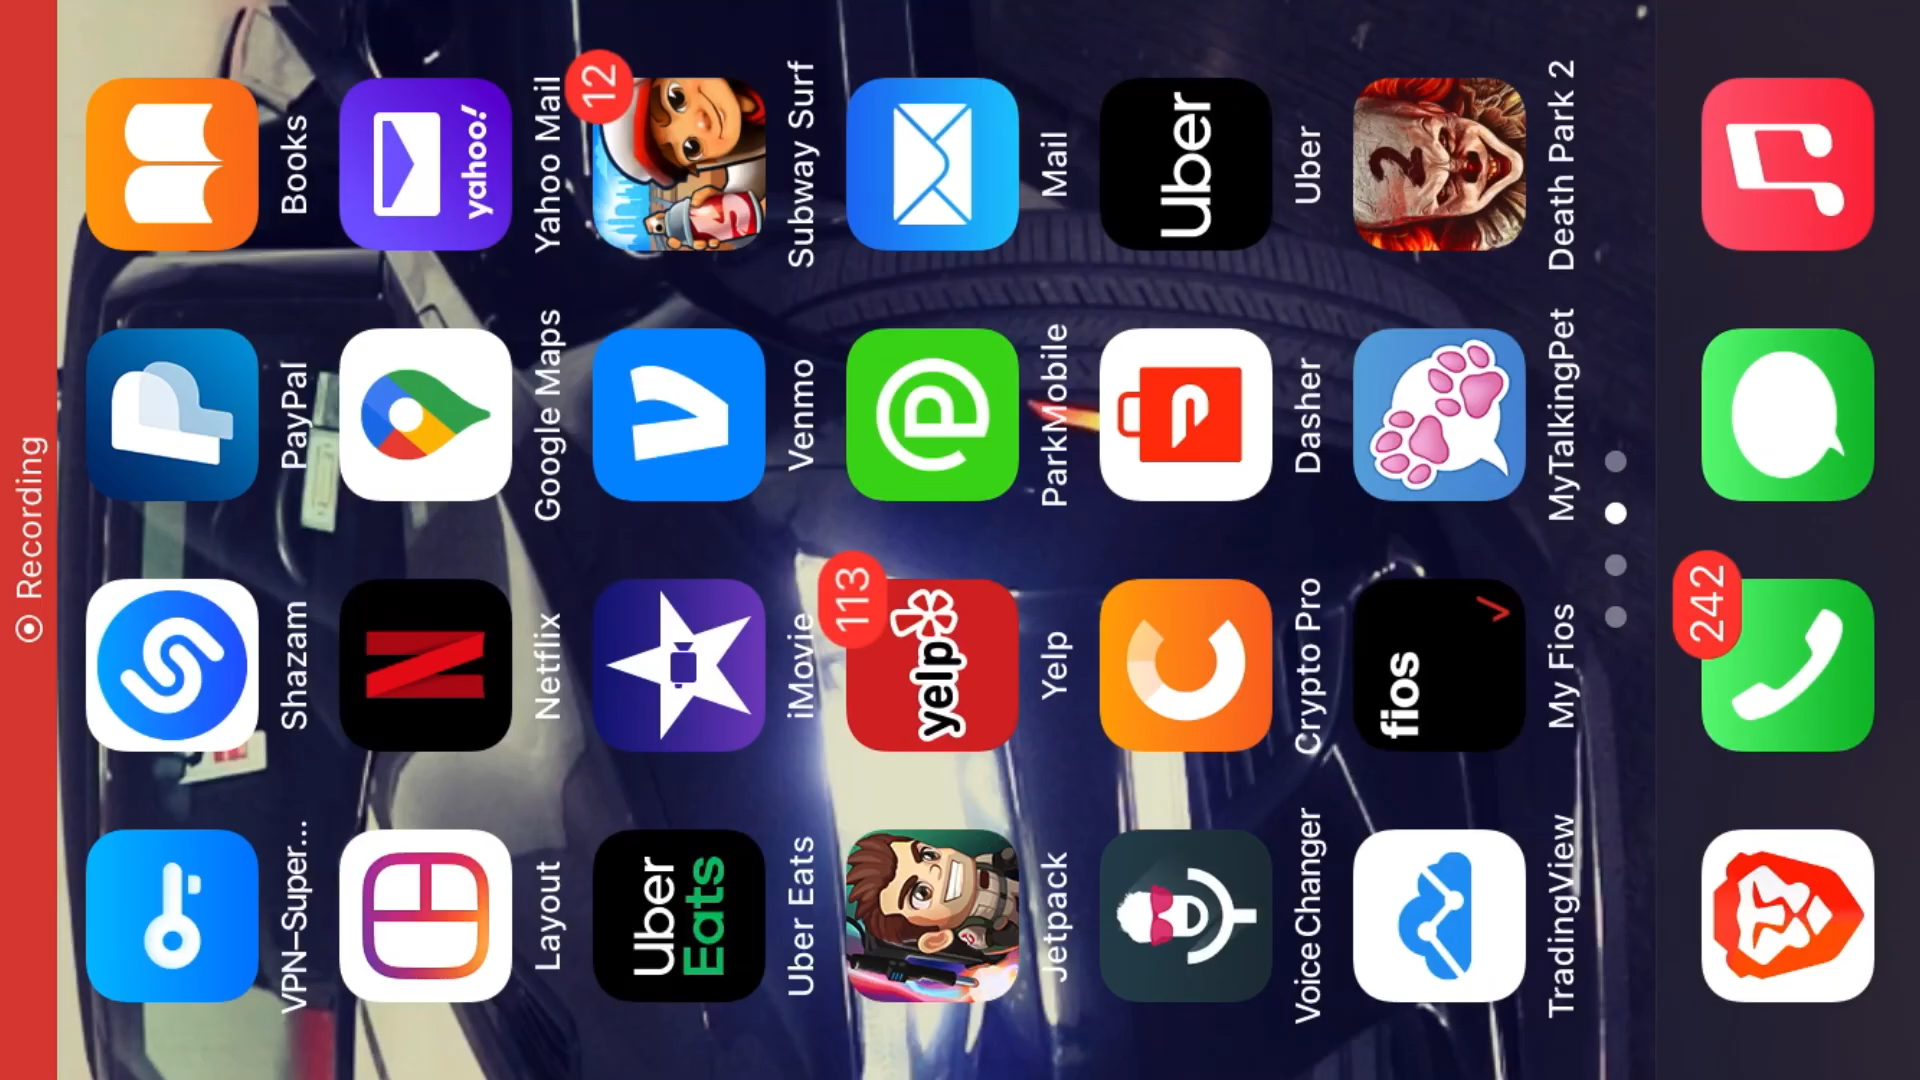 Recording
VPN–Super...
Shazam
PayPal
Books
Layout
Netflix
Google Maps
yahoo!
Yahoo Mail
Uber
Eats
Uber Eats
iMovie
Venmo
12
Subway Surf
Jetpack
113
yelp
Yelp
ParkMobile
Mail
Voice Changer
Crypto Pro
Dasher
Uber
Uber
TradingView
fios
My Fios
MyTalkingPet
2
Death Park 2
242